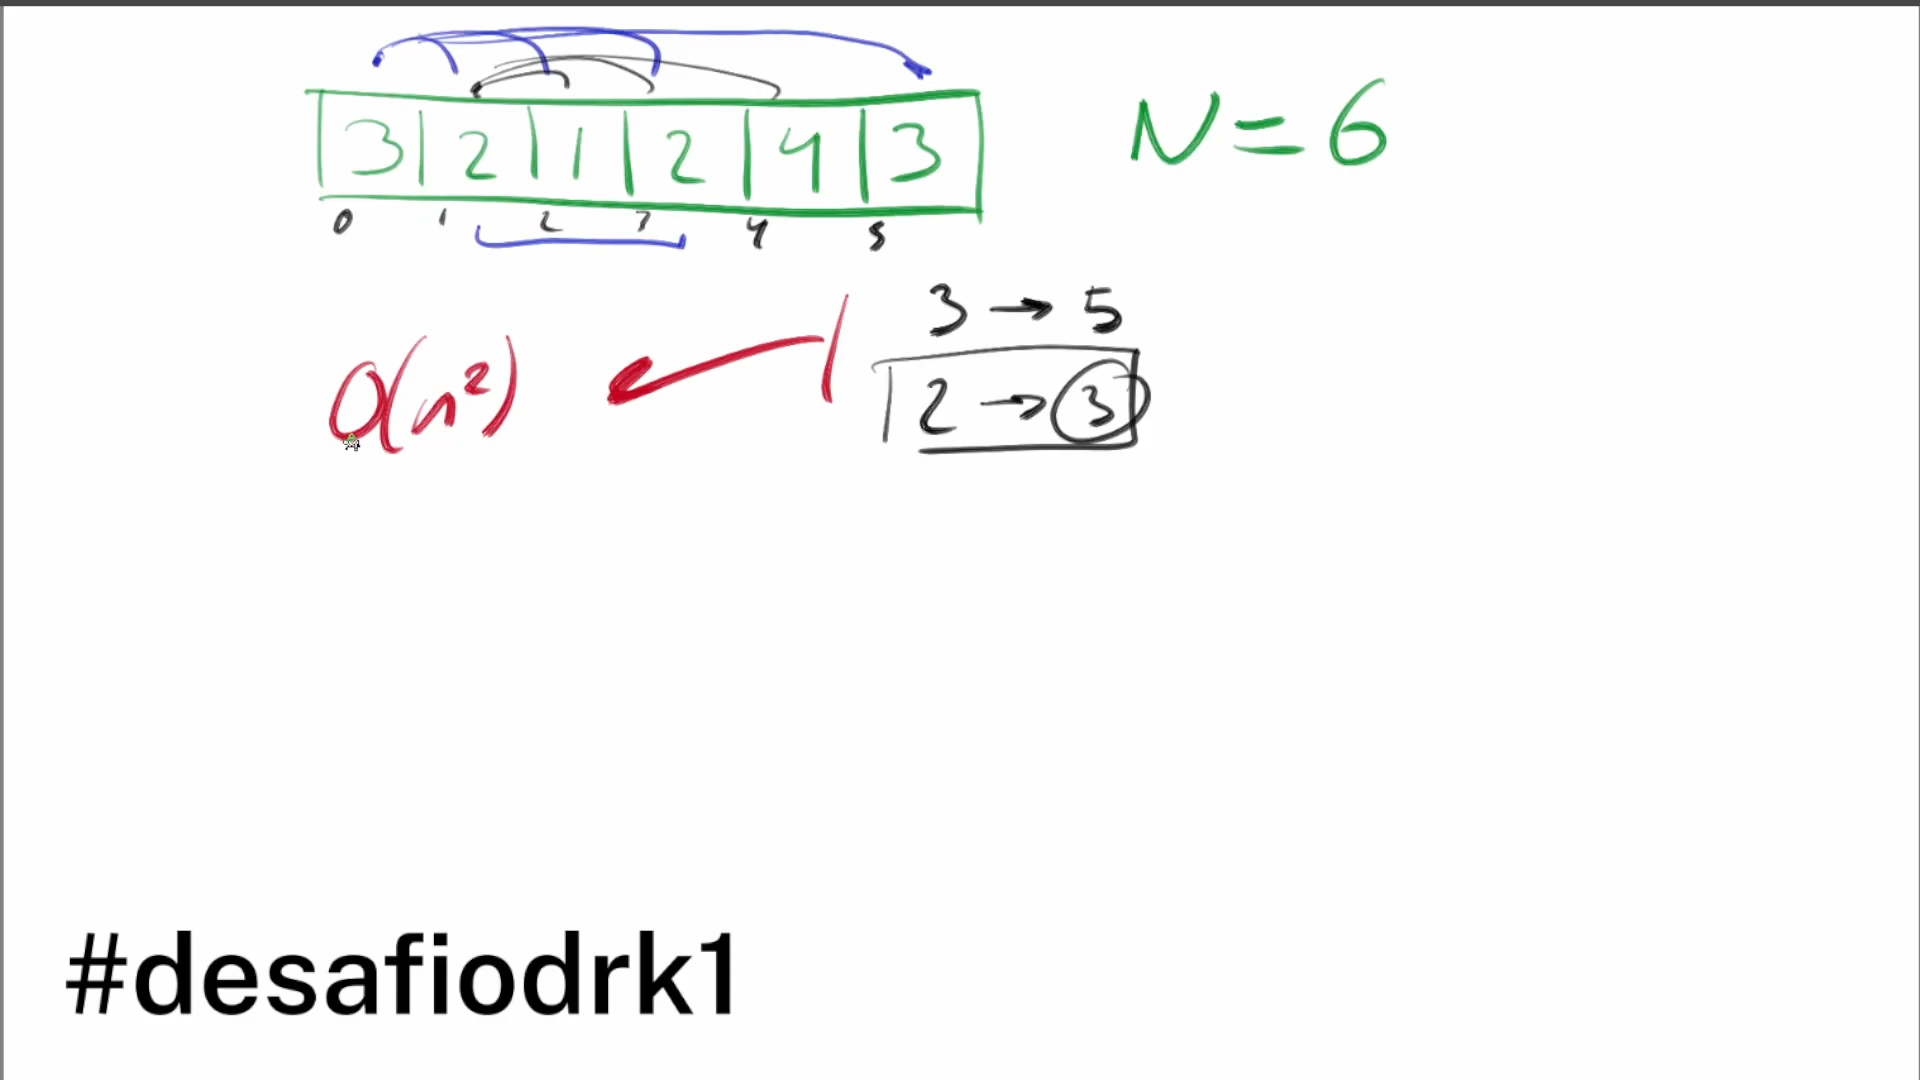 3 2 1 2 4 3 N = 6
0 1 2 3 4 5
3 → 5
O(n²) 2 → 3
#desafiodrk1